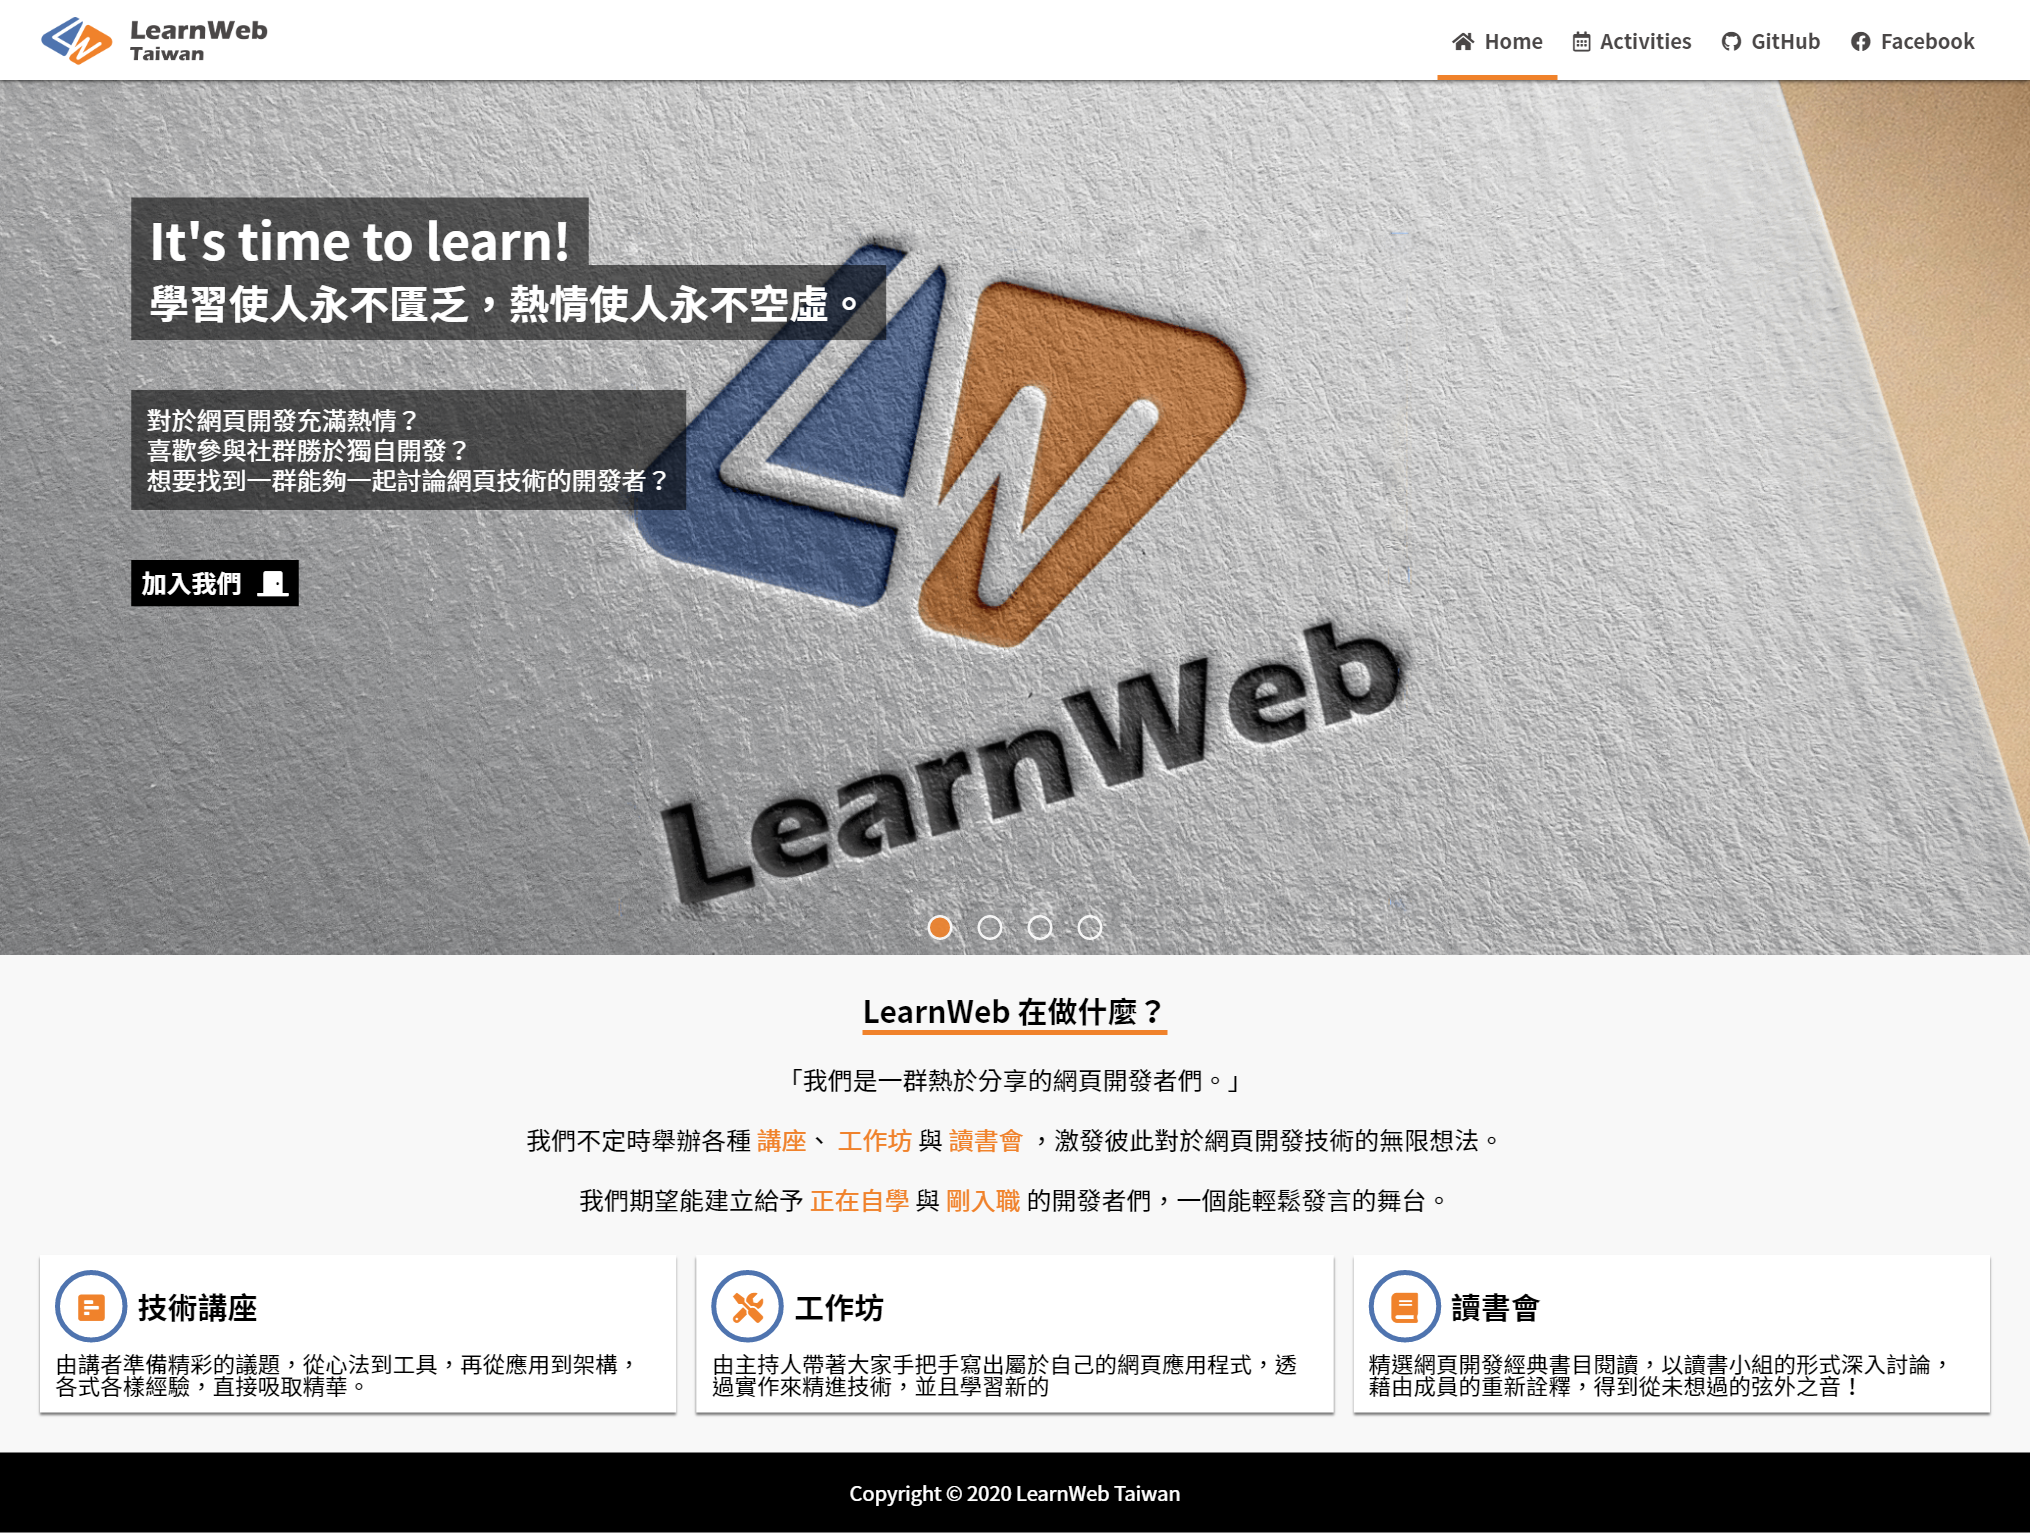 LearnWeb
Taiwan
Home
Activities
GitHub
Facebook
It's time to learn!
學習使人永不匱乏，熱情使人永不空虛。
對於網頁開發充滿熱情？
喜歡參與社群勝於獨自開發？
想要找到一群能夠一起討論網頁技術的開發者？
加入我們
LearnWeb
LearnWeb 在做什麼？
「我們是一群熱於分享的網頁開發者們。」
我們不定時舉辦各種 講座、 工作坊 與 讀書會 ，激發彼此對於網頁開發技術的無限想法。
我們期望能建立給予 正在自學 與 剛入職 的開發者們，一個能輕鬆發言的舞台。
技術講座
由講者準備精彩的議題，從心法到工具，再從應用到架構，
各式各樣經驗，直接吸取精華。
工作坊
由主持人帶著大家手把手寫出屬於自己的網頁應用程式，透
過實作來精進技術，並且學習新的
讀書會
精選網頁開發經典書目閱讀，以讀書小組的形式深入討論，
藉由成員的重新詮釋，得到從未想過的弦外之音！
Copyright © 2020 LearnWeb Taiwan